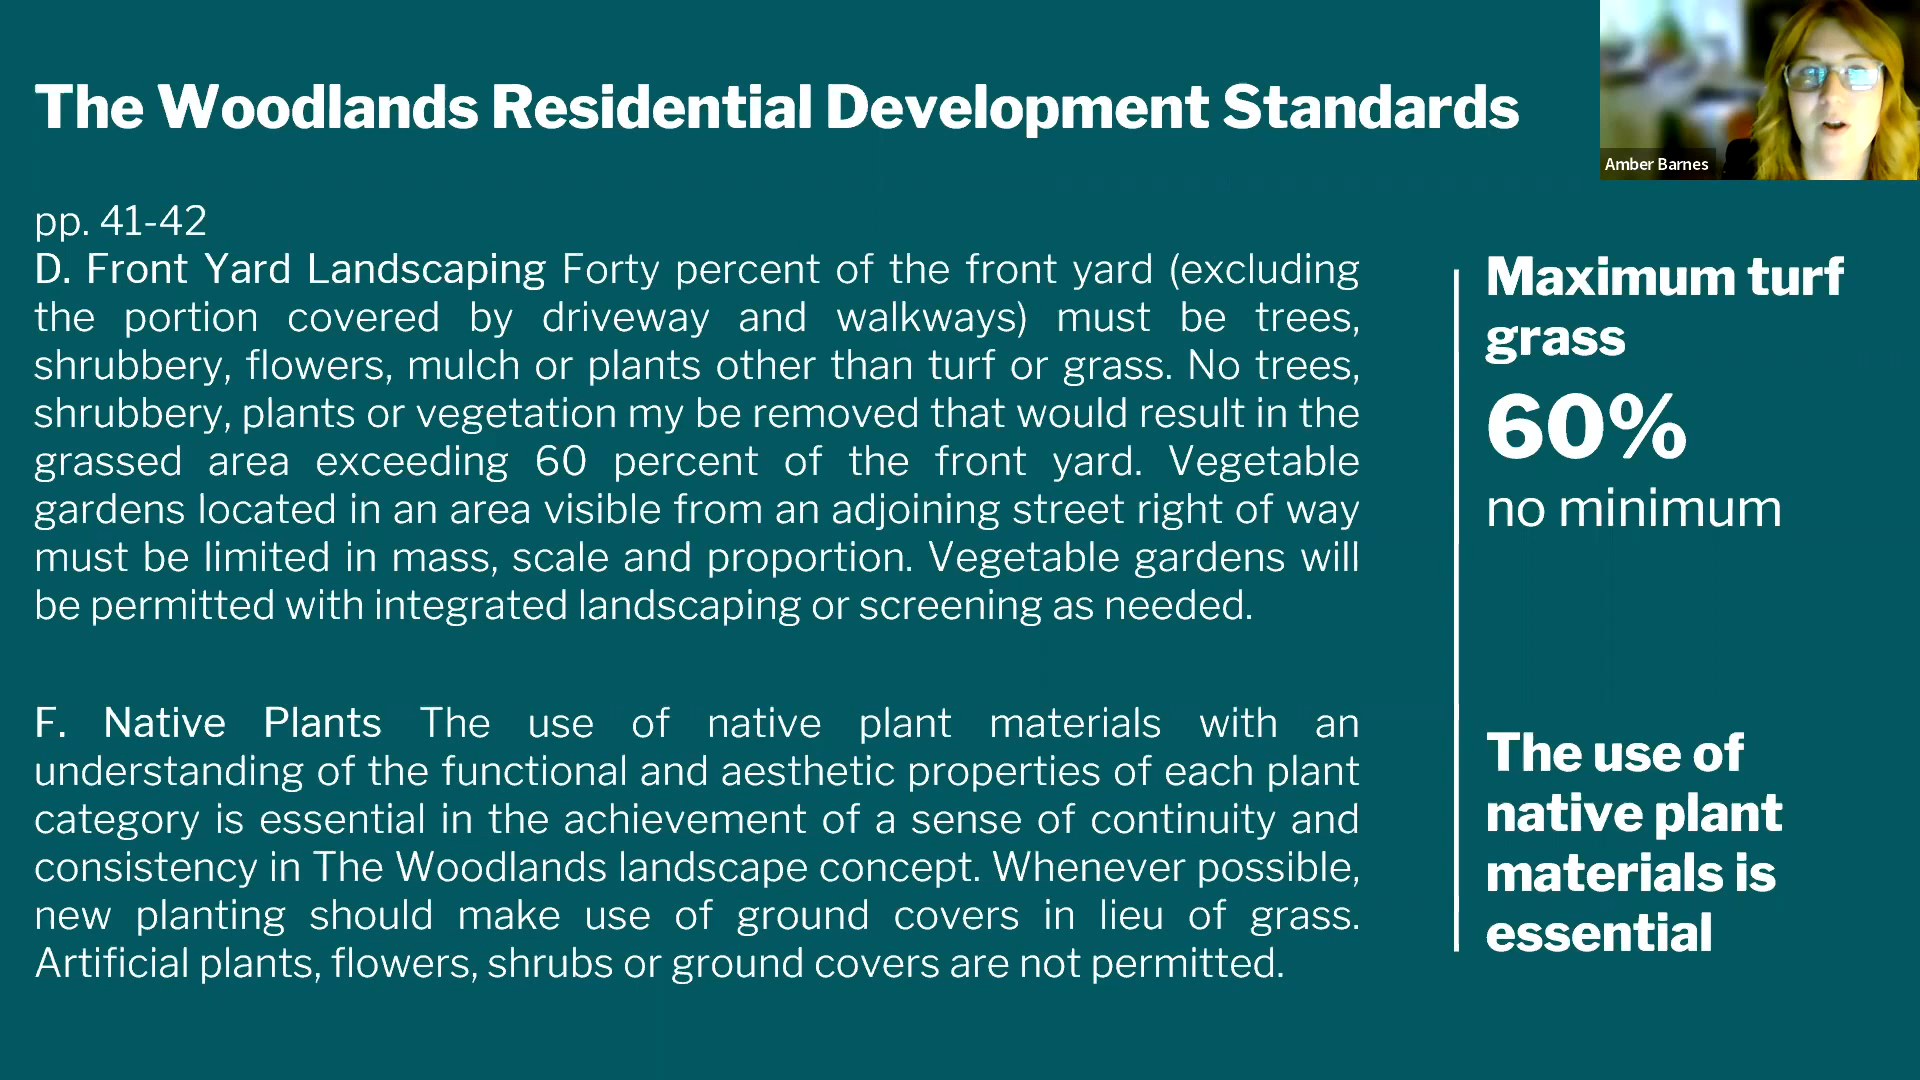 The Woodlands Residential Development Standards
Amber Barnes
pp. 41-42
D. Front Yard Landscaping Forty percent of the front yard (excluding
the portion covered by driveway and walkways) must be trees,
shrubbery, flowers, mulch or plants other than turf or grass. No trees,
shrubbery, plants or vegetation my be removed that would result in the
grassed area exceeding 60 percent of the front yard. Vegetable
gardens located in an area visible from an adjoining street right of way
must be limited in mass, scale and proportion. Vegetable gardens will
be permitted with integrated landscaping or screening as needed.
F. Native Plants The use of native plant materials with an
understanding of the functional and aesthetic properties of each plant
category is essential in the achievement of a sense of continuity and
consistency in The Woodlands landscape concept. Whenever possible,
new planting should make use of ground covers in lieu of grass.
Artificial plants, flowers, shrubs or ground covers are not permitted.
Maximum turf
grass
60%
no minimum
The use of
native plant
materials is
essential